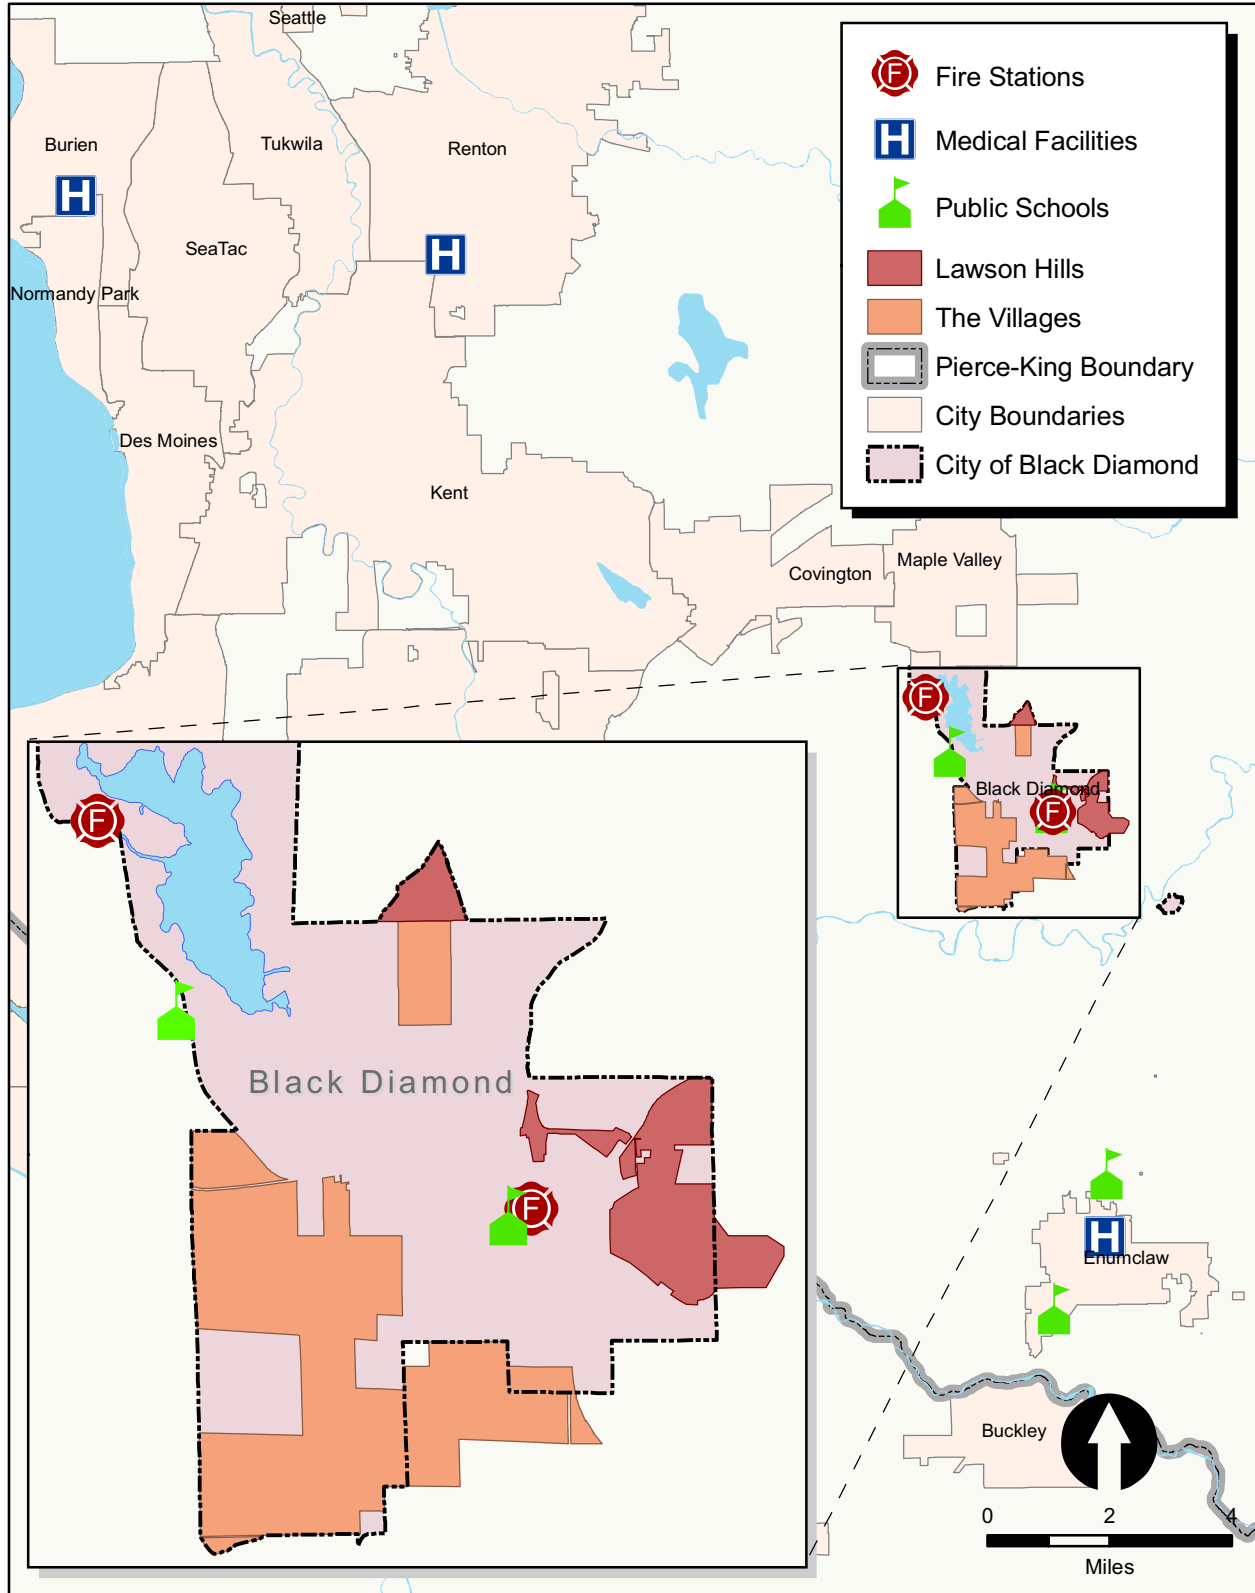 Seattle
Burien
Tukwila
Renton
H
H
SeaTac
Normandy Park
Des Moines
Kent
Covington
Maple Valley
F
Fire Stations
H
Medical Facilities
Public Schools
Lawson Hills
The Villages
Pierce-King Boundary
City Boundaries
City of Black Diamond
F
Black Diamond
F
F
Black Diamond
F
H
Enumclaw
Buckley
0 2 4
Miles